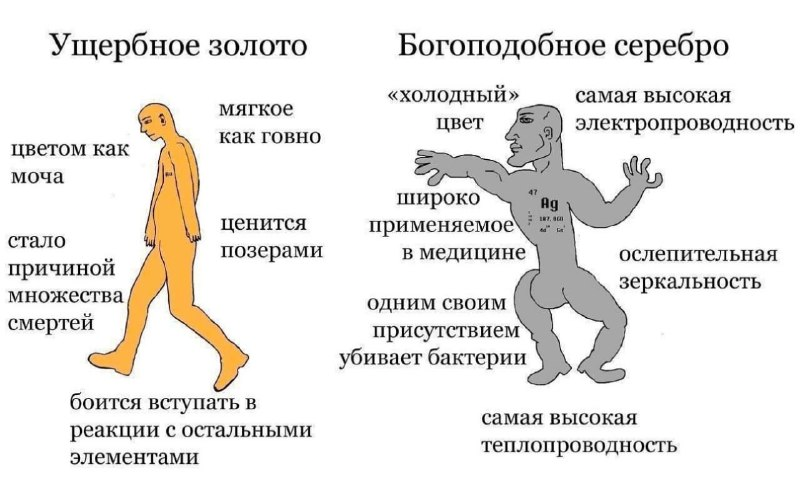 Ущербное золото
мягкое
как говно
цветом как
моча
ценится
позерами
стало
причиной
множества
смертей
боится вступать в
реакции с остальными
элементами
Богоподобное серебро
«холодный»
цвет
самая высокая
электропроводность
47
Ag
широко
применяемое
в медицине
ослепительная
зеркальность
одним своим
присутствием
убивает бактерии
самая высокая
теплопроводность